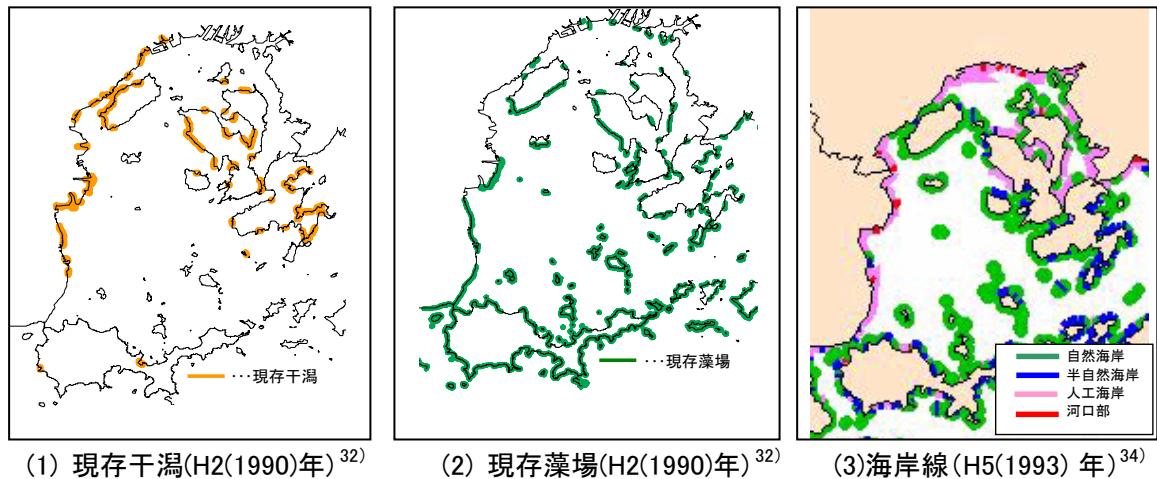 ･･･現存干潟
･･･現存藻場
自然海岸
半自然海岸
人工海岸
河口部
(1) 現存干潟(H2(1990)年)32)
(2) 現存藻場(H2(1990)年)32)
(3)海岸線(H5(1993) 年)34)